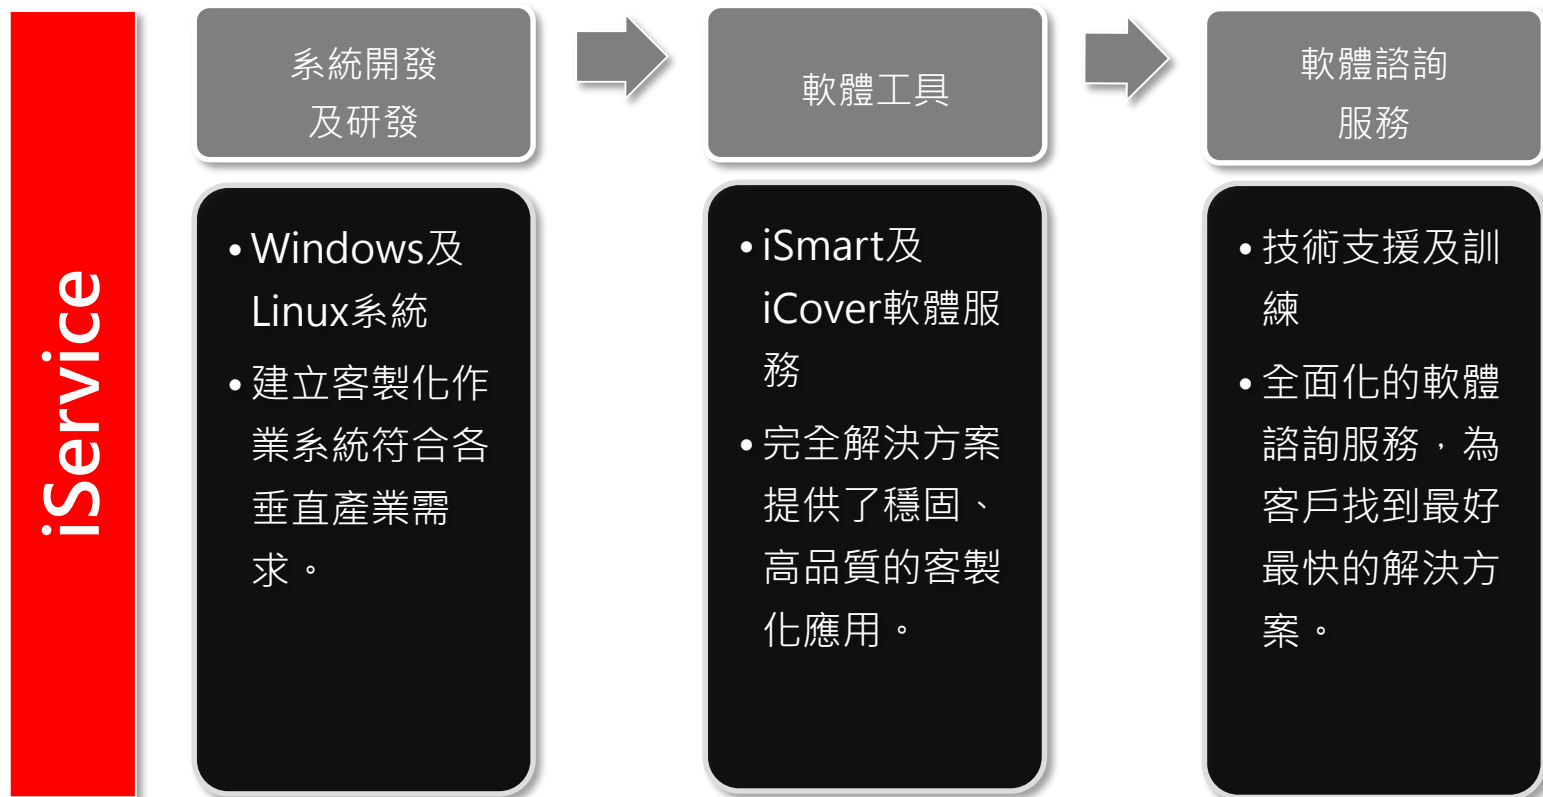 iService
系統開發
及研發
• Windows及
Linux系統
• 建立客製化作
業系統符合各
垂直產業需
求。
軟體工具
• iSmart及
iCover軟體服
務
• 完全解決方案
提供了穩固、
高品質的客製
化應用。
軟體諮詢
服務
• 技術支援及訓
練
• 全面化的軟體
諮詢服務，為
客戶找到最好
最快的解決方
案。